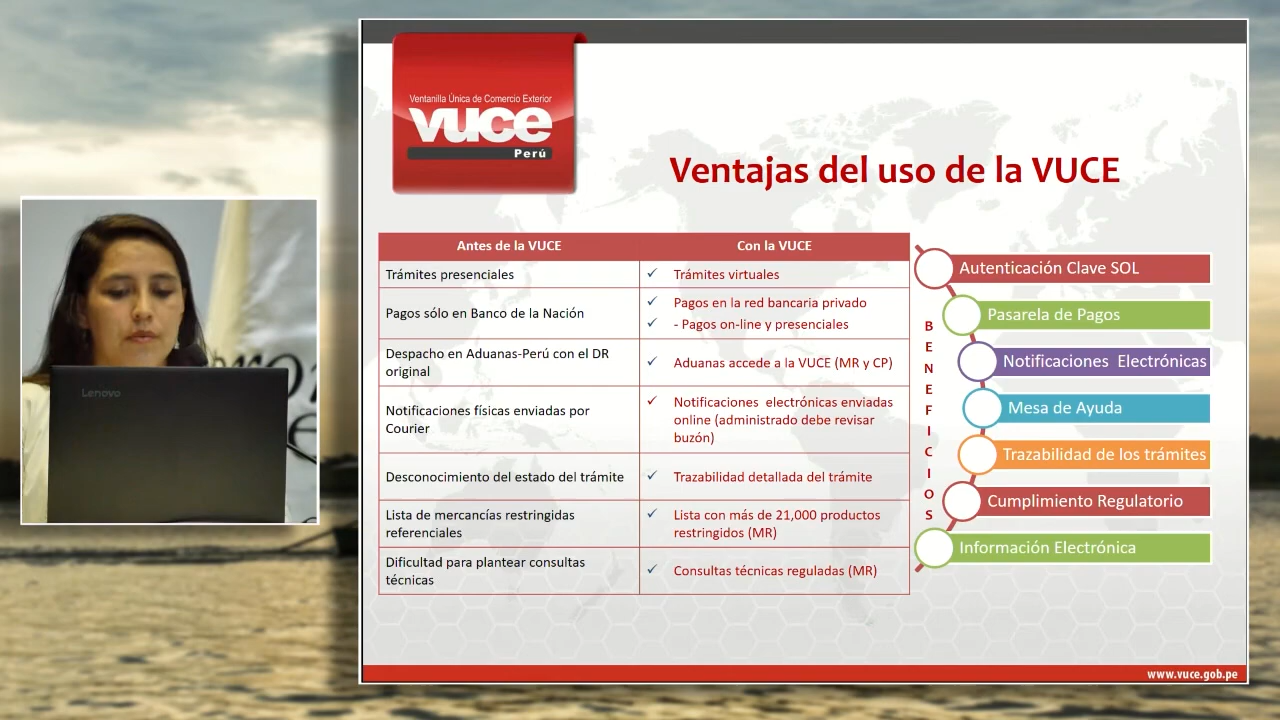 Ventanilla Única de Comercio Exterior
vuce
Perú
Ventajas del uso de la VUCE
Antes de la VUCE
Con la VUCE
Trámites presenciales
✓ Trámites virtuales
Pagos sólo en Banco de la Nación
✓ Pagos en la red bancaria privado
✓ - Pagos on-line y presenciales
Despacho en Aduanas-Perú con el DR
original
✓ Aduanas accede a la VUCE (MR y CP)
Notificaciones físicas enviadas por
Courier
✓ Notificaciones electrónicas enviadas
online (administrado debe revisar
buzón)
Desconocimiento del estado del trámite
✓ Trazabilidad detallada del trámite
Lista de mercancías restringidas
referenciales
✓ Lista con más de 21,000 productos
restringidos (MR)
Dificultad para plantear consultas
técnicas
✓ Consultas técnicas reguladas (MR)
BENEFICIOS
Autenticación Clave SOL
Pasarela de Pagos
Notificaciones Electrónicas
Mesa de Ayuda
Trazabilidad de los trámites
Cumplimiento Regulatorio
Información Electrónica
www.vuce.gob.pe
Lenovo